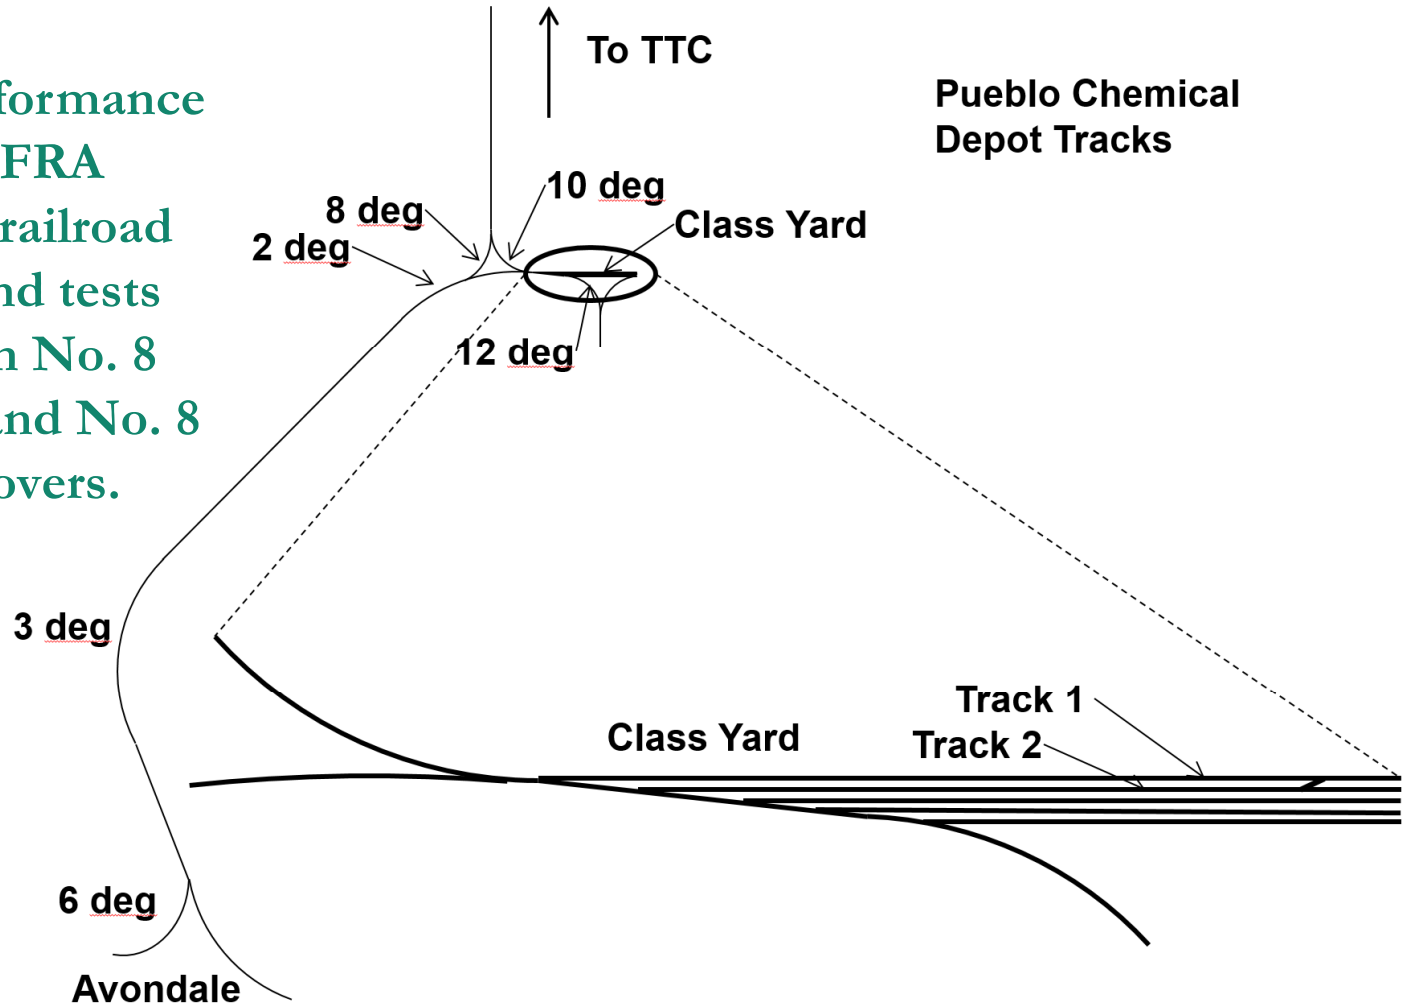 To TTC
Pueblo Chemical
Depot Tracks
formance
FRA
railroad
nd tests
n No. 8
and No. 8
overs.
10 deg
8 deg
Class Yard
2 deg
12 deg
3 deg
Track 1
Class Yard
Track 2
6 deg
Avondale